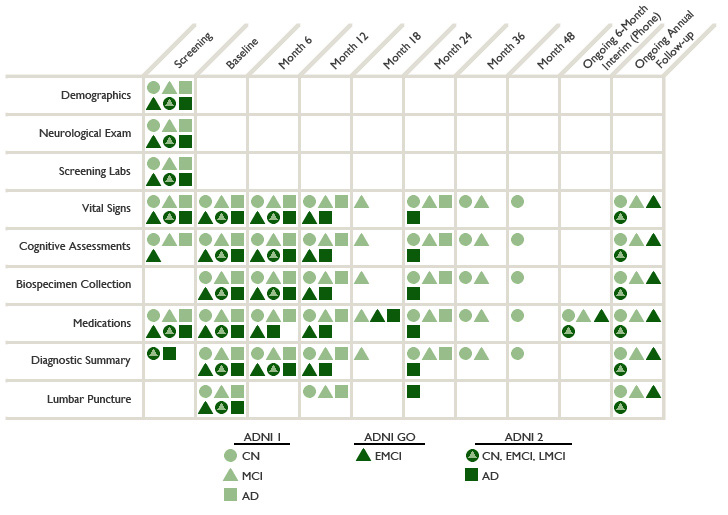 Screening
Baseline
Month 6
Month 12
Month 18
Month 24
Month 36
Month 48
Ongoing 6-Month
Interim (Phone)
Ongoing Annual
Follow-up
Demographics
Neurological Exam
Screening Labs
Vital Signs
Cognitive Assessments
Biospecimen Collection
Medications
Diagnostic Summary
Lumbar Puncture
ADNI 1
CN
MCI
AD
ADNI GO
EMCI
ADNI 2
CN, EMCI, LMCI
AD